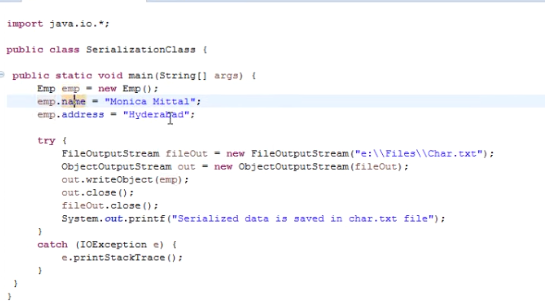 import java.io.*;
public class SerializationClass {
public static void main(String[] args) {
Emp emp = new Emp();
emp.name = "Monica Mittal";
emp.address = "Hyderabad";
try {
FileOutputStream fileOut = new FileOutputStream("e:\\Files\\Char.txt");
ObjectOutputStream out = new ObjectOutputStream(fileOut);
out.writeObject(emp);
out.close();
fileOut.close();
System.out.printf("Serialized data is saved in char.txt file");
}
catch (IOException e) {
e.printStackTrace();
}
}
}